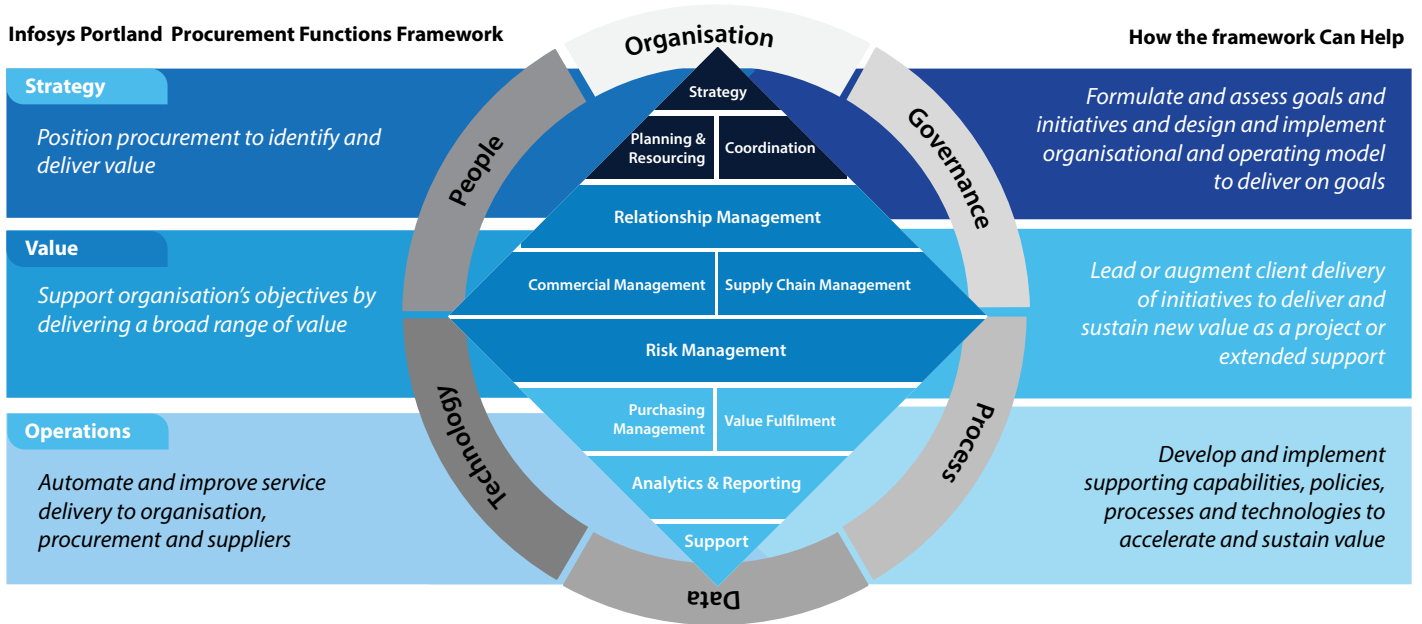 Infosys Portland Procurement Functions Framework
How the framework Can Help
Strategy
Position procurement to identify and
deliver value
Value
Support organisation's objectives by
delivering a broad range of value
Operations
Automate and improve service
delivery to organisation,
procurement and suppliers
Organisation
People
Governance
Technology
Process
Data
Strategy
Planning &
Resourcing
Coordination
Relationship Management
Commercial Management
Supply Chain Management
Risk Management
Purchasing
Management
Value Fulfilment
Analytics & Reporting
Support
Formulate and assess goals and
initiatives and design and implement
organisational and operating model
to deliver on goals
Lead or augment client delivery
of initiatives to deliver and
sustain new value as a project or
extended support
Develop and implement
supporting capabilities, policies,
processes and technologies to
accelerate and sustain value